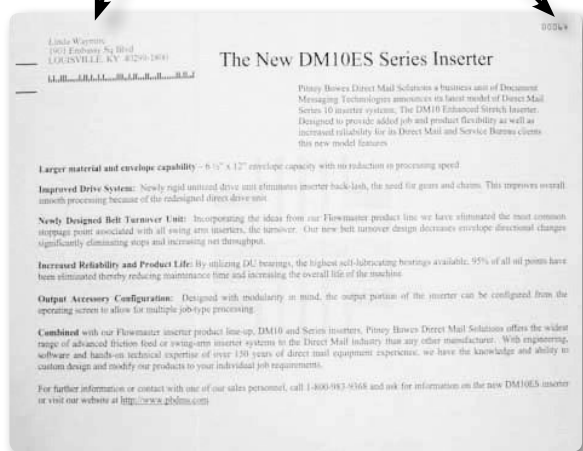 00064
Linda Waymire
1901 Embassy Sq Blvd
LOUISVILLE KY 40299-1800
The New DM10ES Series Inserter
Pitney Bowes Direct Mail Solutions a business unit of Document
Messaging Technologies announces its latest model of Direct Mail
Series 10 inserter systems, The DM10 Enhanced Stretch Inserter.
Designed to provide added job and product flexibility as well as
increased reliability for its Direct Mail and Service Bureau clients
this new model features
Larger material and envelope capability – 6 ½" x 12" envelope capacity with no reduction in processing speed
Improved Drive System: Newly rigid unitized drive unit eliminates inserter back-lash, the need for gears and chains. This improves overall
smooth processing because of the redesigned direct drive unit.
Newly Designed Belt Turnover Unit: Incorporating the ideas from our Flowmaster product line we have eliminated the most common
stoppage point associated with all swing arm inserters, the turnover. Our new belt turnover design decreases envelope directional changes
significantly eliminating stops and increasing net throughput.
Increased Reliability and Product Life: By utilizing DU bearings, the highest self-lubricating bearings available, 95% of all oil points have
been eliminated thereby reducing maintenance time and increasing the overall life of the machine.
Output Accessory Configuration: Designed with modularity in mind, the output portion of the inserter can be configured from the
operating screen to allow for multiple job-type processing.
Combined with our Flowmaster inserter product line-up, DM10 and Series inserters, Pitney Bowes Direct Mail Solutions offers the widest
range of advanced friction feed or swing-arm inserter systems to the Direct Mail industry than any other manufacturer. With engineering,
software and hands-on technical expertise of over 150 years of direct mail equipment experience, we have the knowledge and ability to
custom design and modify our products to your individual job requirements.
For further information or contact with one of our sales personnel, call 1-800-983-9368 and ask for information on the new DM10ES inserter
or visit our website at http://www.pbdms.com